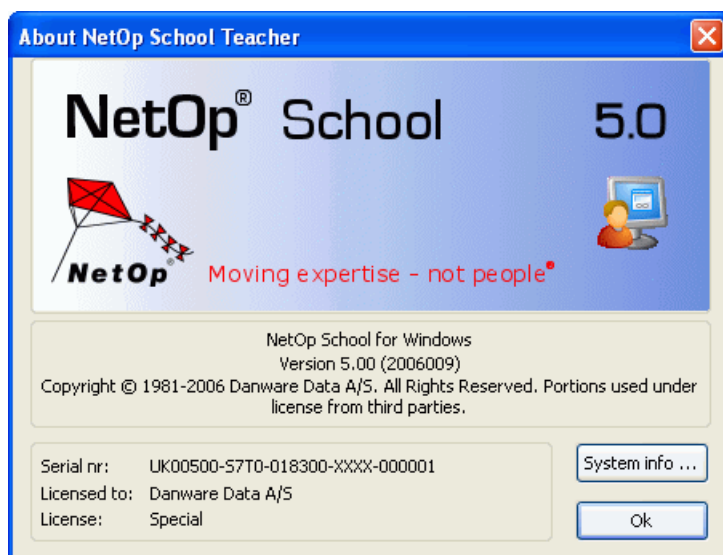 About NetOp School Teacher
NetOp® School 5.0
NetOp®
Moving expertise - not people
NetOp School for Windows
Version 5.00 (2006009)
Copyright © 1981-2006 Danware Data A/S. All Rights Reserved. Portions used under
license from third parties.
Serial nr: UK00500-S7T0-018300-XXXX-000001
Licensed to: Danware Data A/S
License: Special
System info ...
Ok